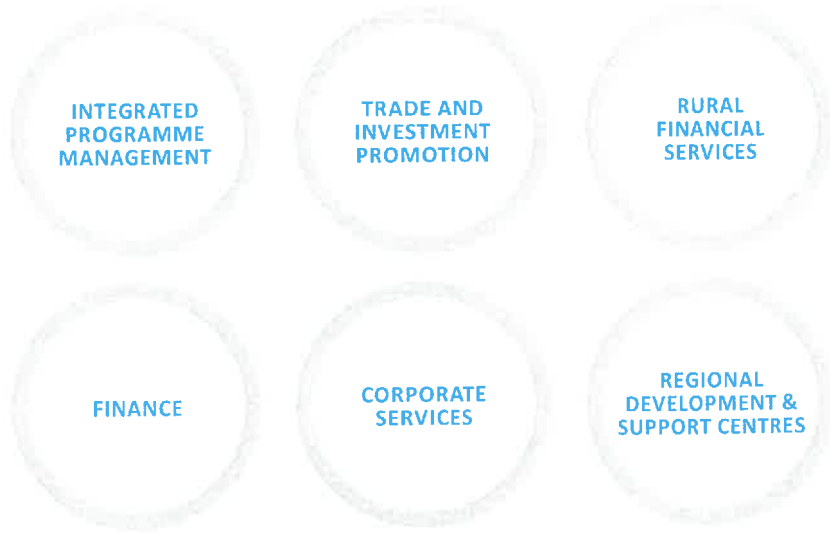 INTEGRATED
PROGRAMME
MANAGEMENT
TRADE AND
INVESTMENT
PROMOTION
RURAL
FINANCIAL
SERVICES
FINANCE
CORPORATE
SERVICES
REGIONAL
DEVELOPMENT &
SUPPORT CENTRES